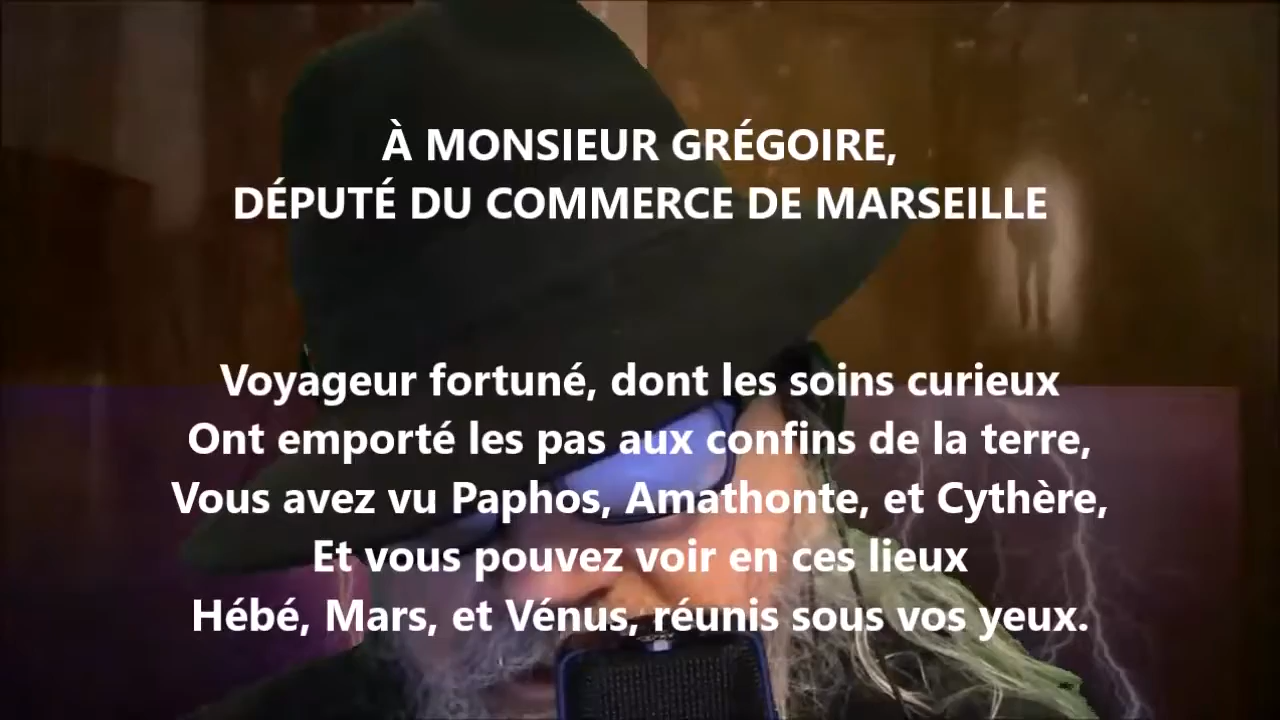 À MONSIEUR GRÉGOIRE,
DÉPUTÉ DU COMMERCE DE MARSEILLE
Voyageur fortuné, dont les soins curieux
Ont emporté les pas aux confins de la terre,
Vous avez vu Paphos, Amathonte, et Cythère,
Et vous pouvez voir en ces lieux
Hébé, Mars, et Vénus, réunis sous vos yeux.